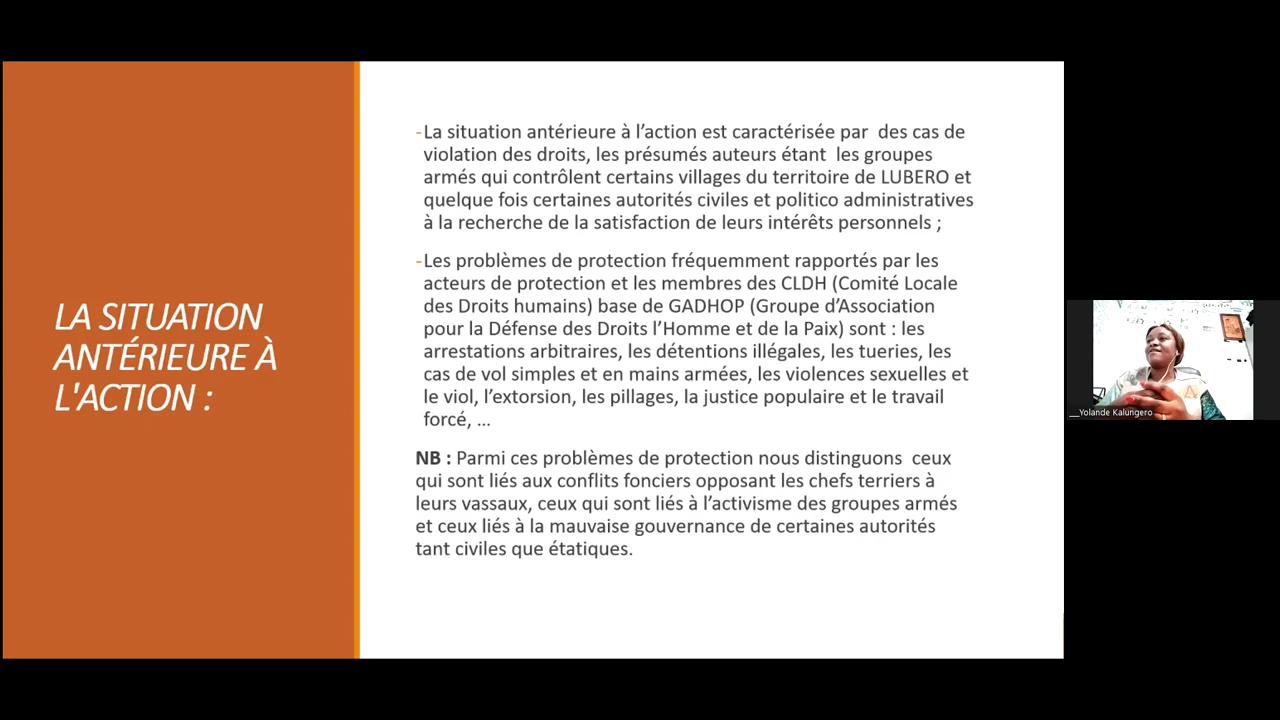 LA SITUATION
ANTÉRIEURE À
L'ACTION :
-La situation antérieure à l’action est caractérisée par  des cas de
violation des droits, les présumés auteurs étant  les groupes
armés qui contrôlent certains villages du territoire de LUBERO et
quelque fois certaines autorités civiles et politico administratives
à la recherche de la satisfaction de leurs intérêts personnels ;
-Les problèmes de protection fréquemment rapportés par les
acteurs de protection et les membres des CLDH (Comité Locale
des Droits humains) base de GADHOP (Groupe d’Association
pour la Défense des Droits l’Homme et de la Paix) sont : les
arrestations arbitraires, les détentions illégales, les tueries, les
cas de vol simples et en mains armées, les violences sexuelles et
le viol, l’extorsion, les pillages, la justice populaire et le travail
forcé, ...
NB : Parmi ces problèmes de protection nous distinguons  ceux
qui sont liés aux conflits fonciers opposant les chefs terriers à
leurs vassaux, ceux qui sont liés à l’activisme des groupes armés
et ceux liés à la mauvaise gouvernance de certaines autorités
tant civiles que étatiques.
__Yolande Kalungero